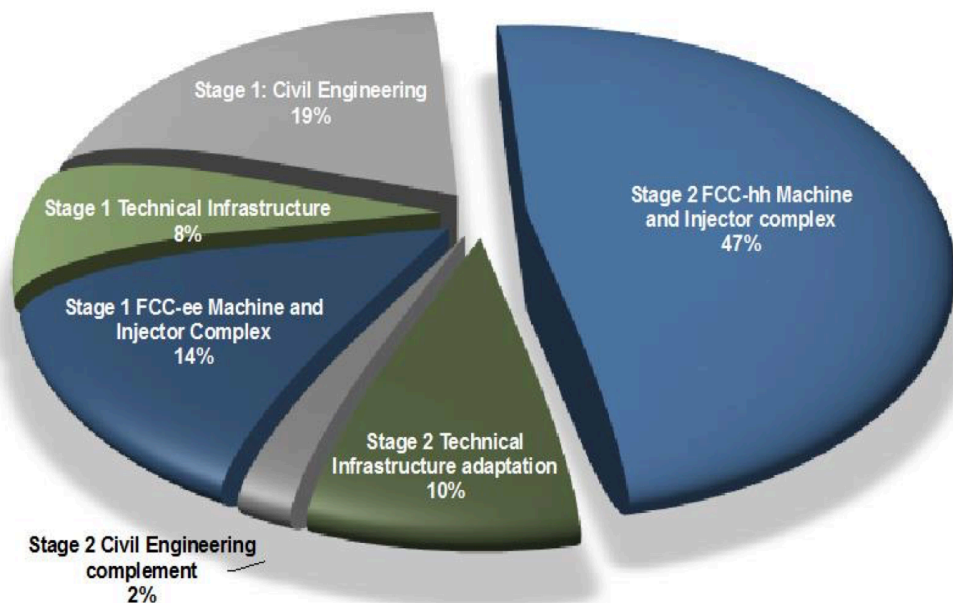 Stage 1: Civil Engineering
19%
Stage 2 FCC-hh Machine
and Injector complex
47%
Stage 1 Technical Infrastructure
8%
Stage 1 FCC-ee Machine and
Injector Complex
14%
Stage 2 Technical
Infrastructure adaptation
10%
Stage 2 Civil Engineering
complement
2%